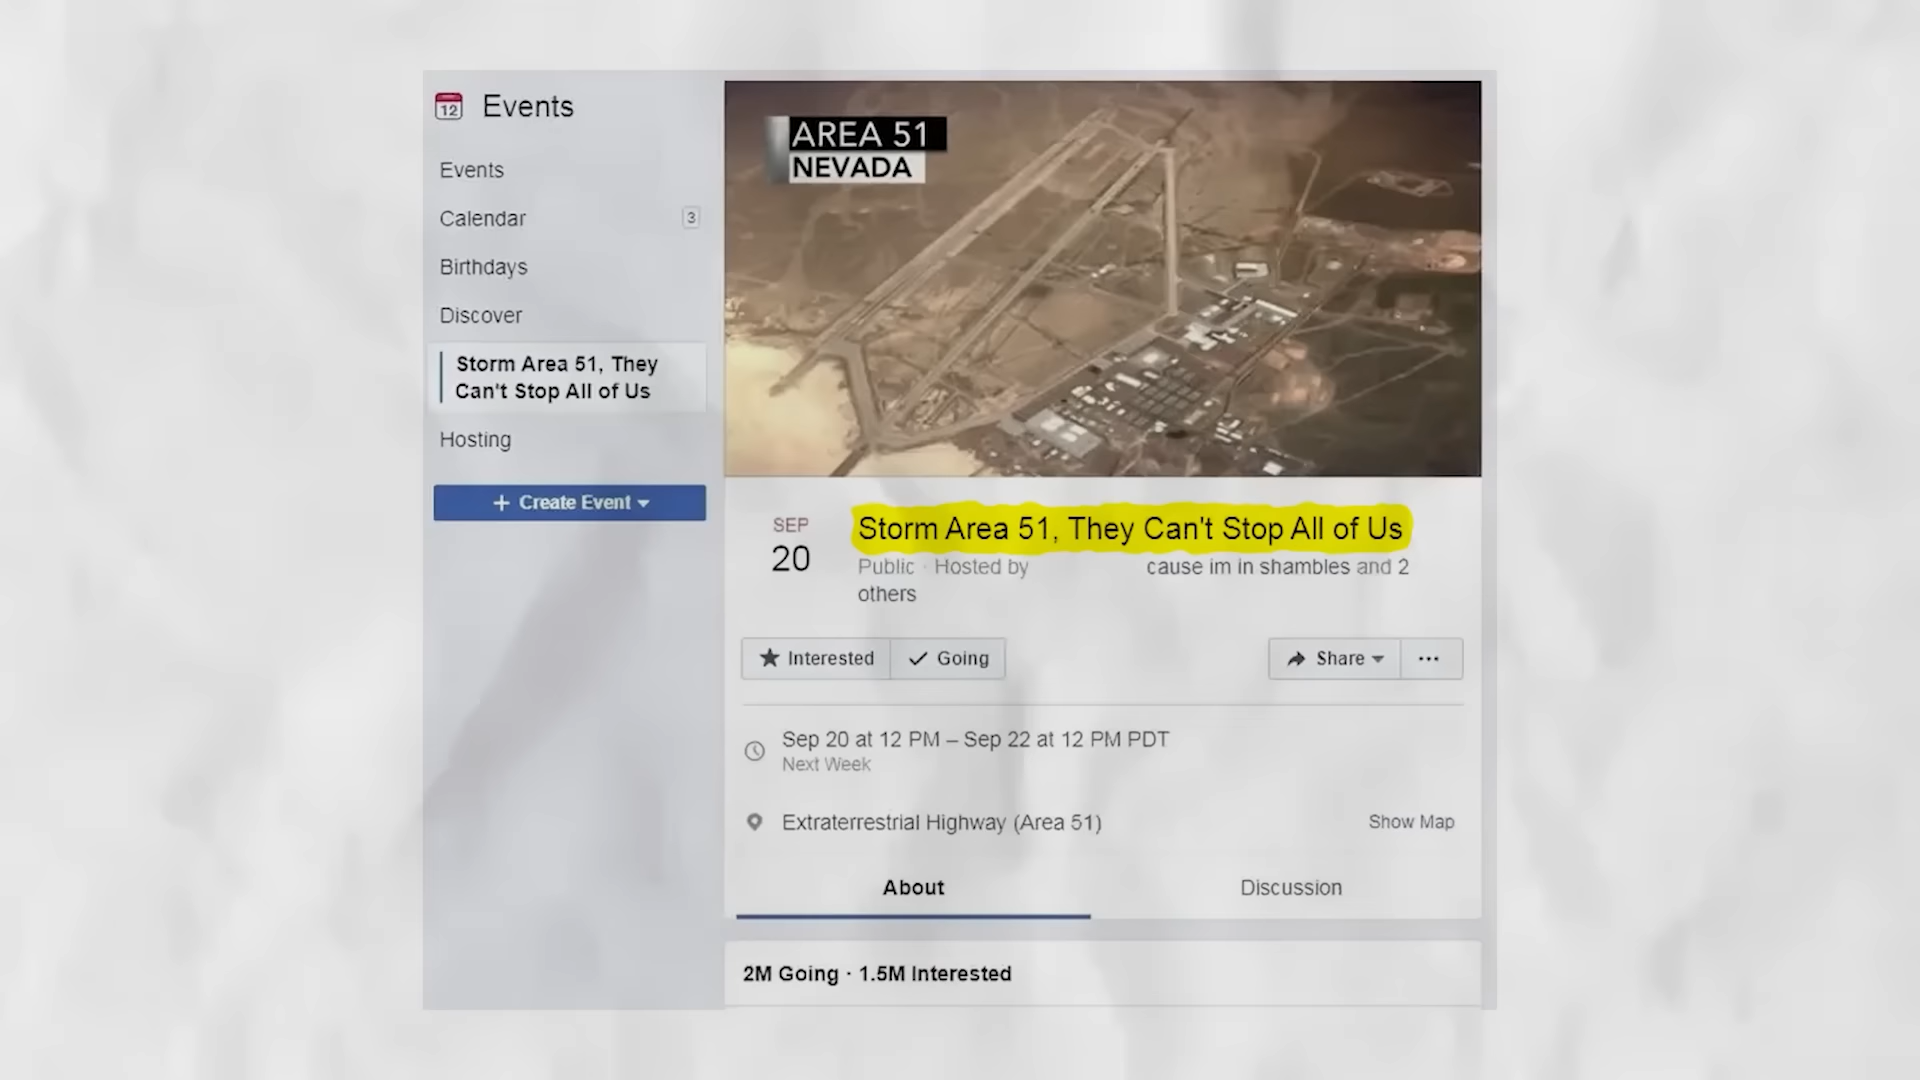 12 Events
Events
Calendar 3
Birthdays
Discover
Storm Area 51, They
Can't Stop All of Us
Hosting
+ Create Event
AREA 51
NEVADA
SEP
20
Storm Area 51, They Can't Stop All of Us
Public · Hosted by cause im in shambles and 2
others
Interested
Going
Share
...
Sep 20 at 12 PM – Sep 22 at 12 PM PDT
Next Week
Extraterrestrial Highway (Area 51)
Show Map
About
Discussion
2M Going · 1.5M Interested